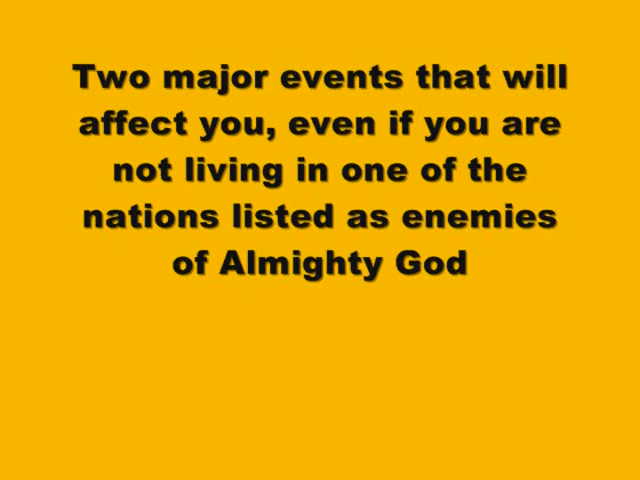 Two major events that will
affect you, even if you are
not living in one of the
nations listed as enemies
of Almighty God